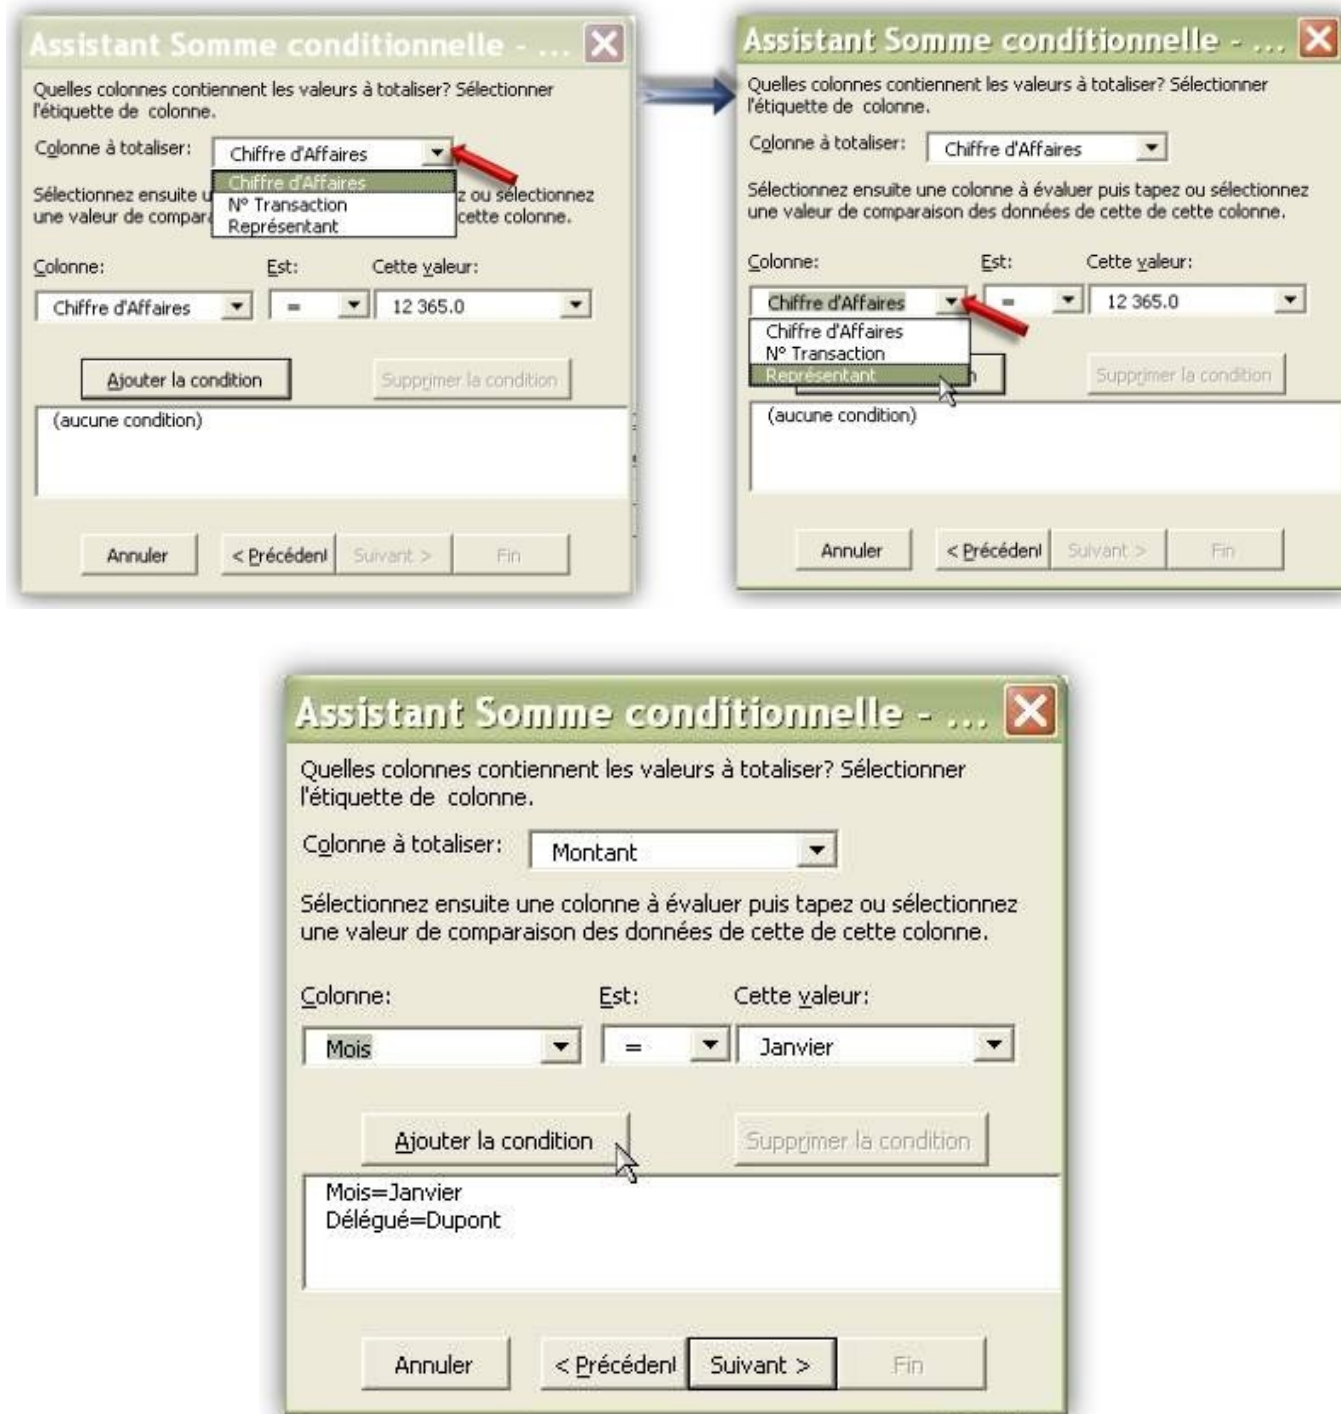 Assistant Somme conditionnelle - ...
Quelles colonnes contiennent les valeurs à totaliser? Sélectionner
l'étiquette de colonne.
Colonne à totaliser: Chiffre d'Affaires
Chiffre d'Affaires
N° Transaction
Représentant
Sélectionnez ensuite u z ou sélectionnez
une valeur de compar cette colonne.
Colonne: Est: Cette valeur:
Chiffre d'Affaires = 12 365.0
Ajouter la condition Supprimer la condition
(aucune condition)
Annuler < Précédent Suivant > Fin
Assistant Somme conditionnelle - ...
Quelles colonnes contiennent les valeurs à totaliser? Sélectionner
l'étiquette de colonne.
Colonne à totaliser: Chiffre d'Affaires
Sélectionnez ensuite une colonne à évaluer puis tapez ou sélectionnez
une valeur de comparaison des données de cette de cette colonne.
Colonne: Est: Cette valeur:
Chiffre d'Affaires = 12 365.0
Chiffre d'Affaires
N° Transaction
Représentant n Supprimer la condition
(aucune condition)
Annuler < Précédent Suivant > Fin
Assistant Somme conditionnelle - ...
Quelles colonnes contiennent les valeurs à totaliser? Sélectionner
l'étiquette de colonne.
Colonne à totaliser: Montant
Sélectionnez ensuite une colonne à évaluer puis tapez ou sélectionnez
une valeur de comparaison des données de cette de cette colonne.
Colonne: Est: Cette valeur:
Mois = Janvier
Ajouter la condition Supprimer la condition
Mois=Janvier
Délégué=Dupont
Annuler < Précédent Suivant > Fin